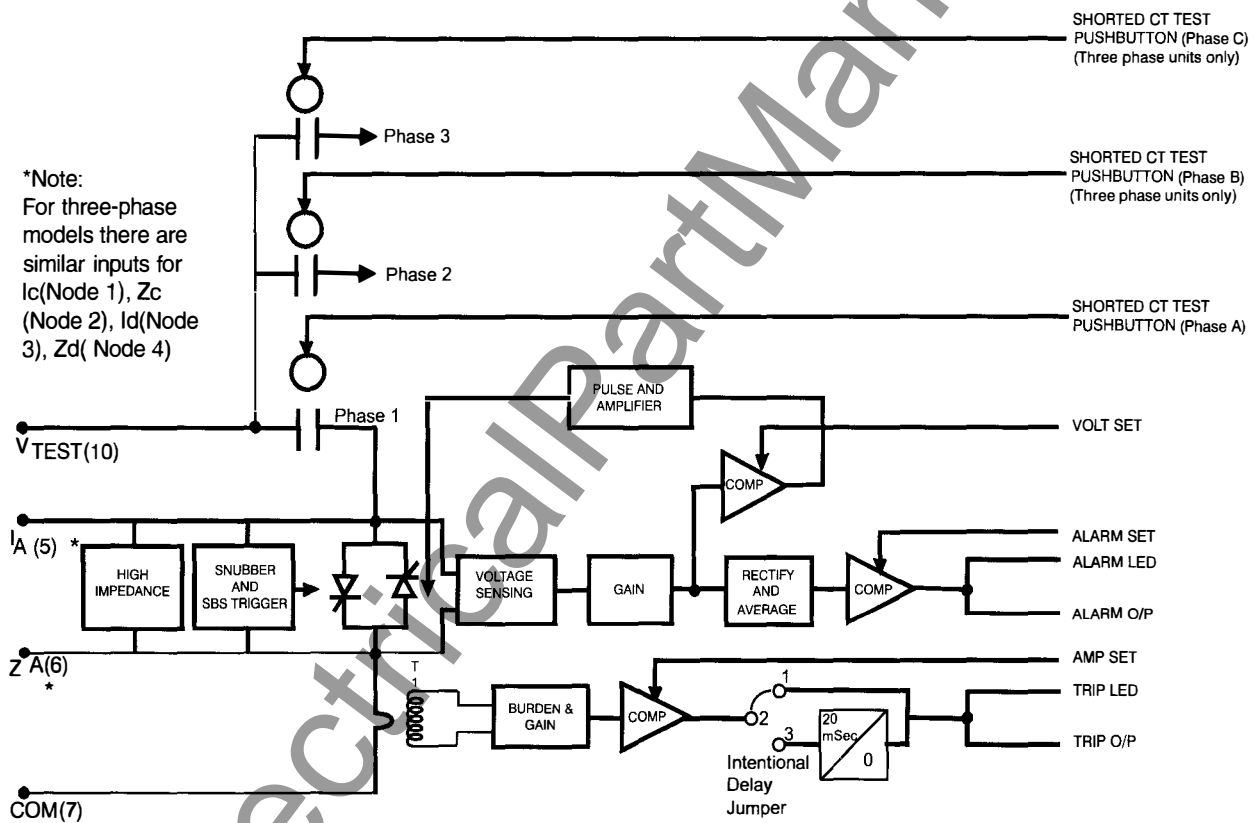 SHORTED CT TEST
PUSHBUTTON (Phase C)
(Three phase units only)
Phase 3
SHORTED CT TEST
PUSHBUTTON (Phase B)
(Three phase units only)
*Note:
For three-phase
models there are
similar inputs for
Ic(Node 1), Zc
(Node 2), Id(Node
3), Zd( Node 4)
Phase 2
SHORTED CT TEST
PUSHBUTTON (Phase A)
PULSE AND
AMPLIFIER
Phase 1
VOLT SET
V TEST(10)
COMP
I A (5) *
HIGH
IMPEDANCE
SNUBBER
AND
SBS TRIGGER
VOLTAGE
SENSING
GAIN
RECTIFY
AND
AVERAGE
COMP
ALARM SET
ALARM LED
ALARM O/P
Z A(6)
*
T
1
BURDEN &
GAIN
COMP
1
2
3
20
mSec
0
Intentional
Delay
Jumper
AMP SET
TRIP LED
TRIP O/P
COM(7)
ectricalPartMan